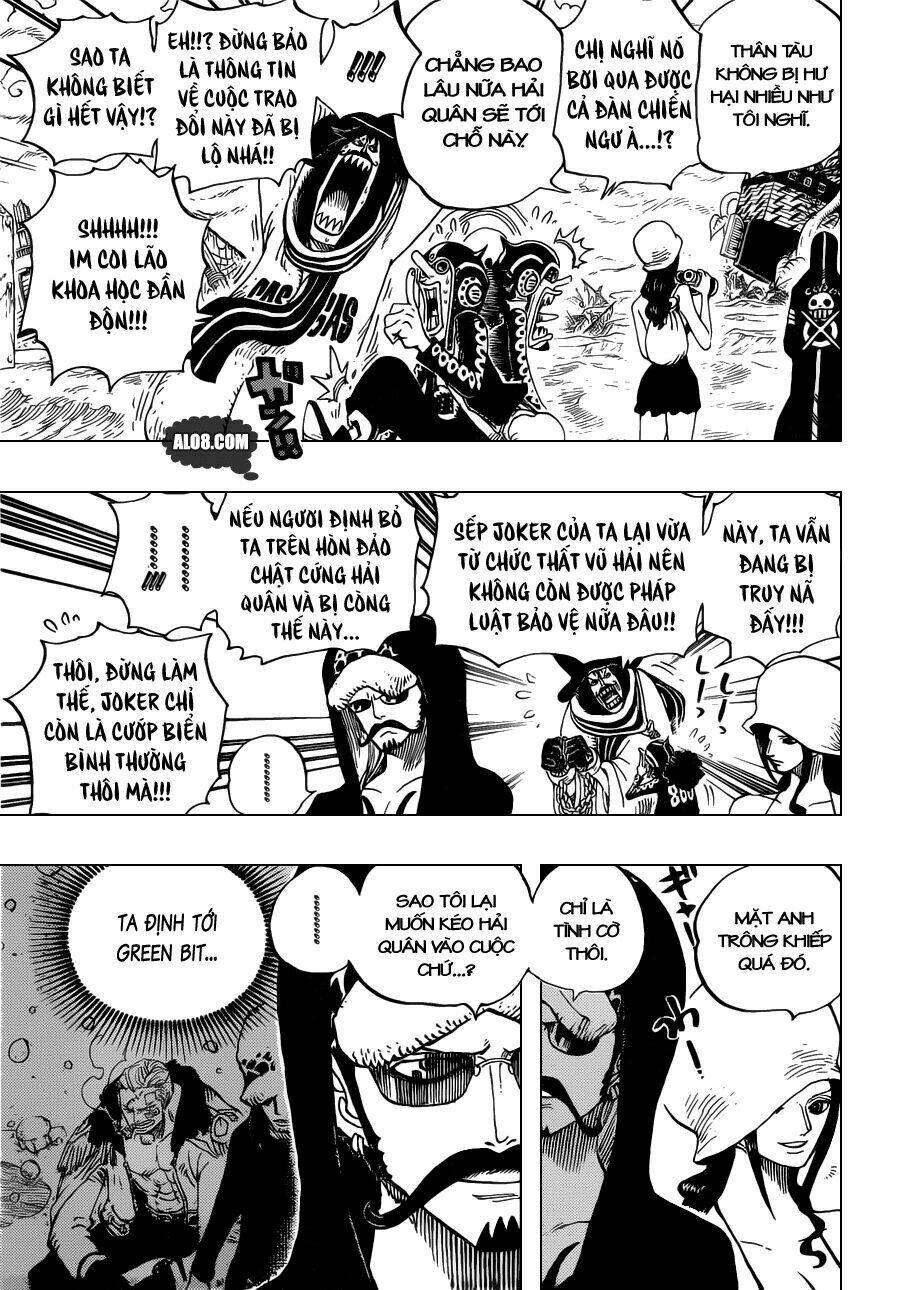 THÂN TÀU
KHÔNG BỊ HƯ
HẠI NHIỀU NHƯ
TÔI NGHĨ.
CHỊ NGHĨ NÓ
BƠI QUA ĐƯỢC
CẢ ĐÀN CHIẾN
NGƯ À...!?
CHẲNG BAO
LÂU NỮA HẢI
QUÂN SẼ TỚI
CHỖ NÀY.
!!!
EH!!? ĐỪNG BẢO
LÀ THÔNG TIN
VỀ CUỘC TRAO
ĐỔI NÀY ĐÃ BỊ
LỘ NHÁ!!
SAO TA
KHÔNG BIẾT
GÌ HẾT VẬY!?
SHHHH!!!
IM COI LÃO
KHOA HỌC ĐẦN
ĐỘN!!!
GAS
ALO8.COM
NÀY, TA VẪN
ĐANG BỊ
TRUY NÃ
ĐẤY!!!
SẾP JOKER CỦA TA LẠI VỪA
TỪ CHỨC THẤT VŨ HẢI NÊN
KHÔNG CÒN ĐƯỢC PHÁP
LUẬT BẢO VỆ NỮA ĐÂU!!
NẾU NGƯƠI ĐỊNH BỎ
TA TRÊN HÒN ĐẢO
CHẬT CỨNG HẢI
QUÂN VÀ BỊ CÒNG
THẾ NÀY...
............!!!
THÔI, ĐỪNG LÀM
THẾ, JOKER CHỈ
CÒN LÀ CƯỚP BIỂN
BÌNH THƯỜNG
THÔI MÀ!!!
.........
MẶT ANH
TRÔNG KHIẾP
QUÁ ĐÓ.
CHỈ LÀ
TÌNH CỜ
THÔI.
SAO TÔI LẠI
MUỐN KÉO HẢI
QUÂN VÀO CUỘC
CHỨ...?
.........
TA ĐỊNH TỚI
GREEN BIT...